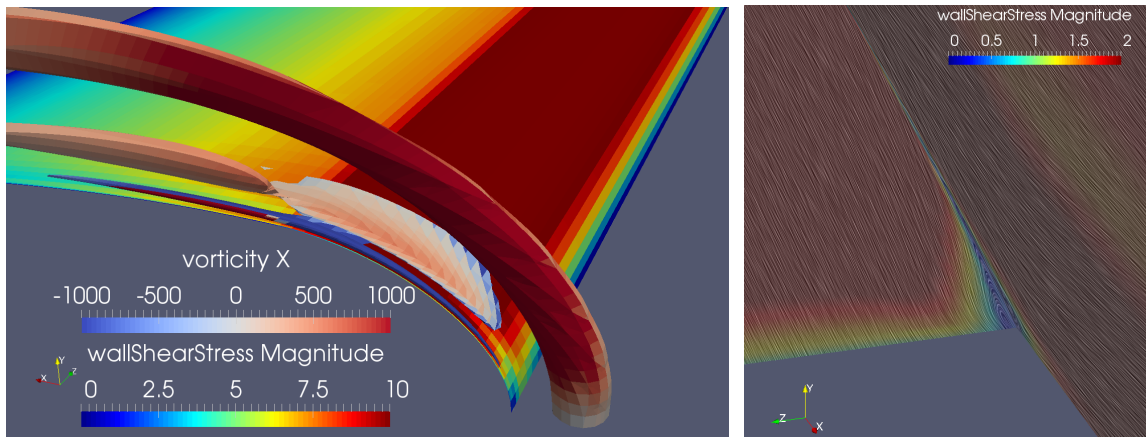 vorticity X
-1000 -500 0 500 1000
wallShearStress Magnitude
0 2.5 5 7.5 10
X Y Z
wallShearStress Magnitude
0 0.5 1 1.5 2
Y
Z X